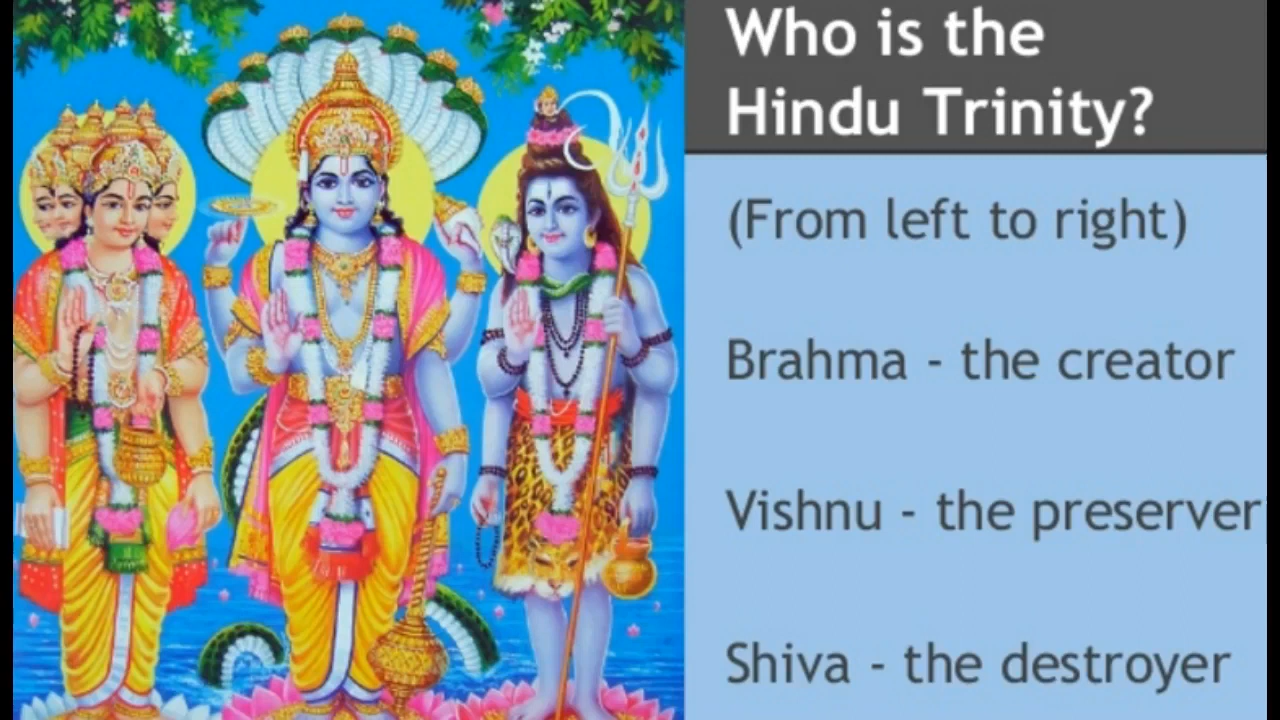 Who is the
Hindu Trinity?
(From left to right)
Brahma - the creator
Vishnu - the preserver
Shiva - the destroyer